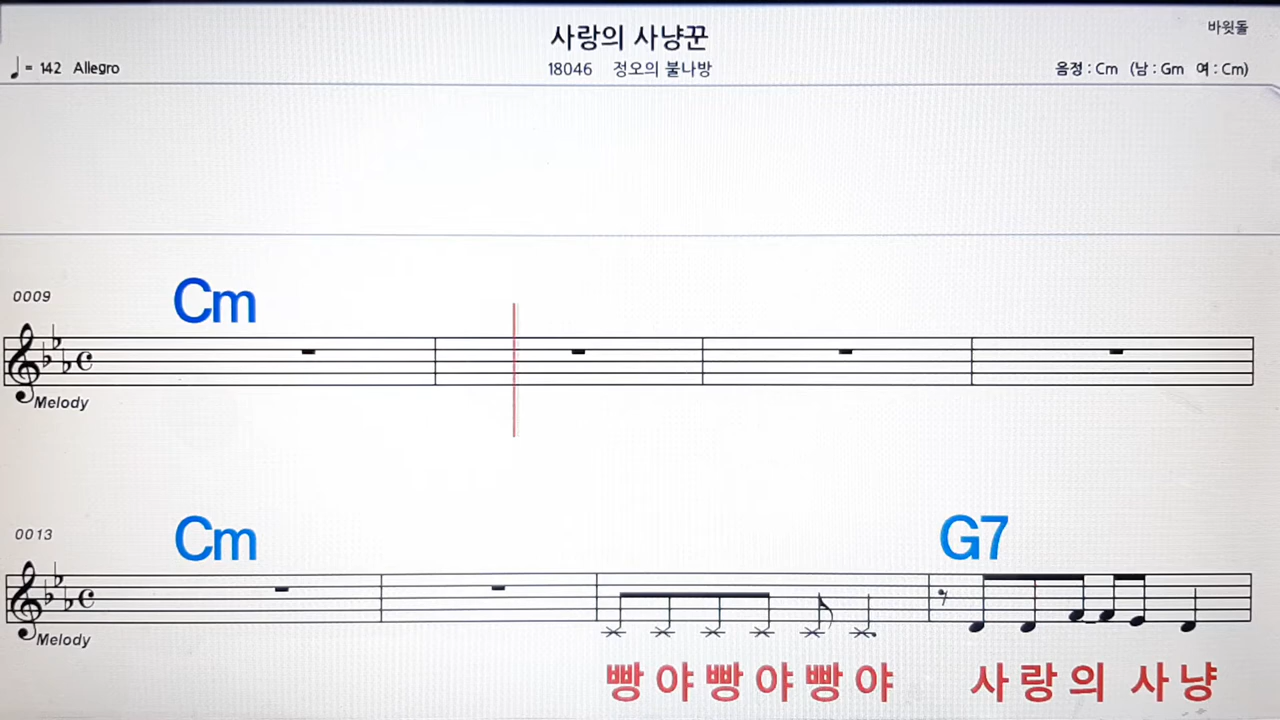 사랑의 사냥꾼
바윗돌
♩= 142 Allegro
18046 정오의 불나방
음정 : Cm (남 : Gm 여 : Cm)
0009
Cm
Melody
0013
Cm G7
Melody
빵 야 빵 야 빵 야 사 랑 의 사 냥